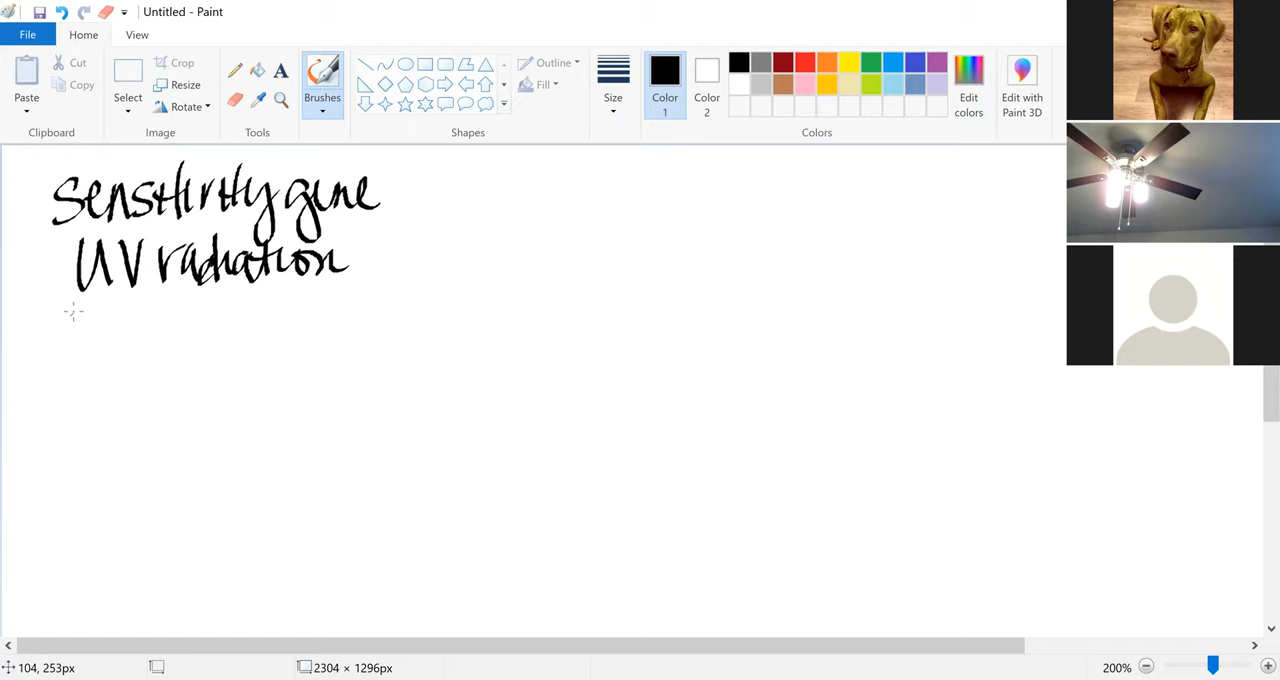 Untitled - Paint
File Home View
Paste
Cut
Copy
Clipboard
Select
Crop
Resize
Rotate
Image
Tools
Brushes
Shapes
Outline
Fill
Size
Color 1
Color 2
Colors
Edit colors
Edit with Paint 3D
Sensitivity gene
UV radiation
104, 253px
2304 × 1296px
200%